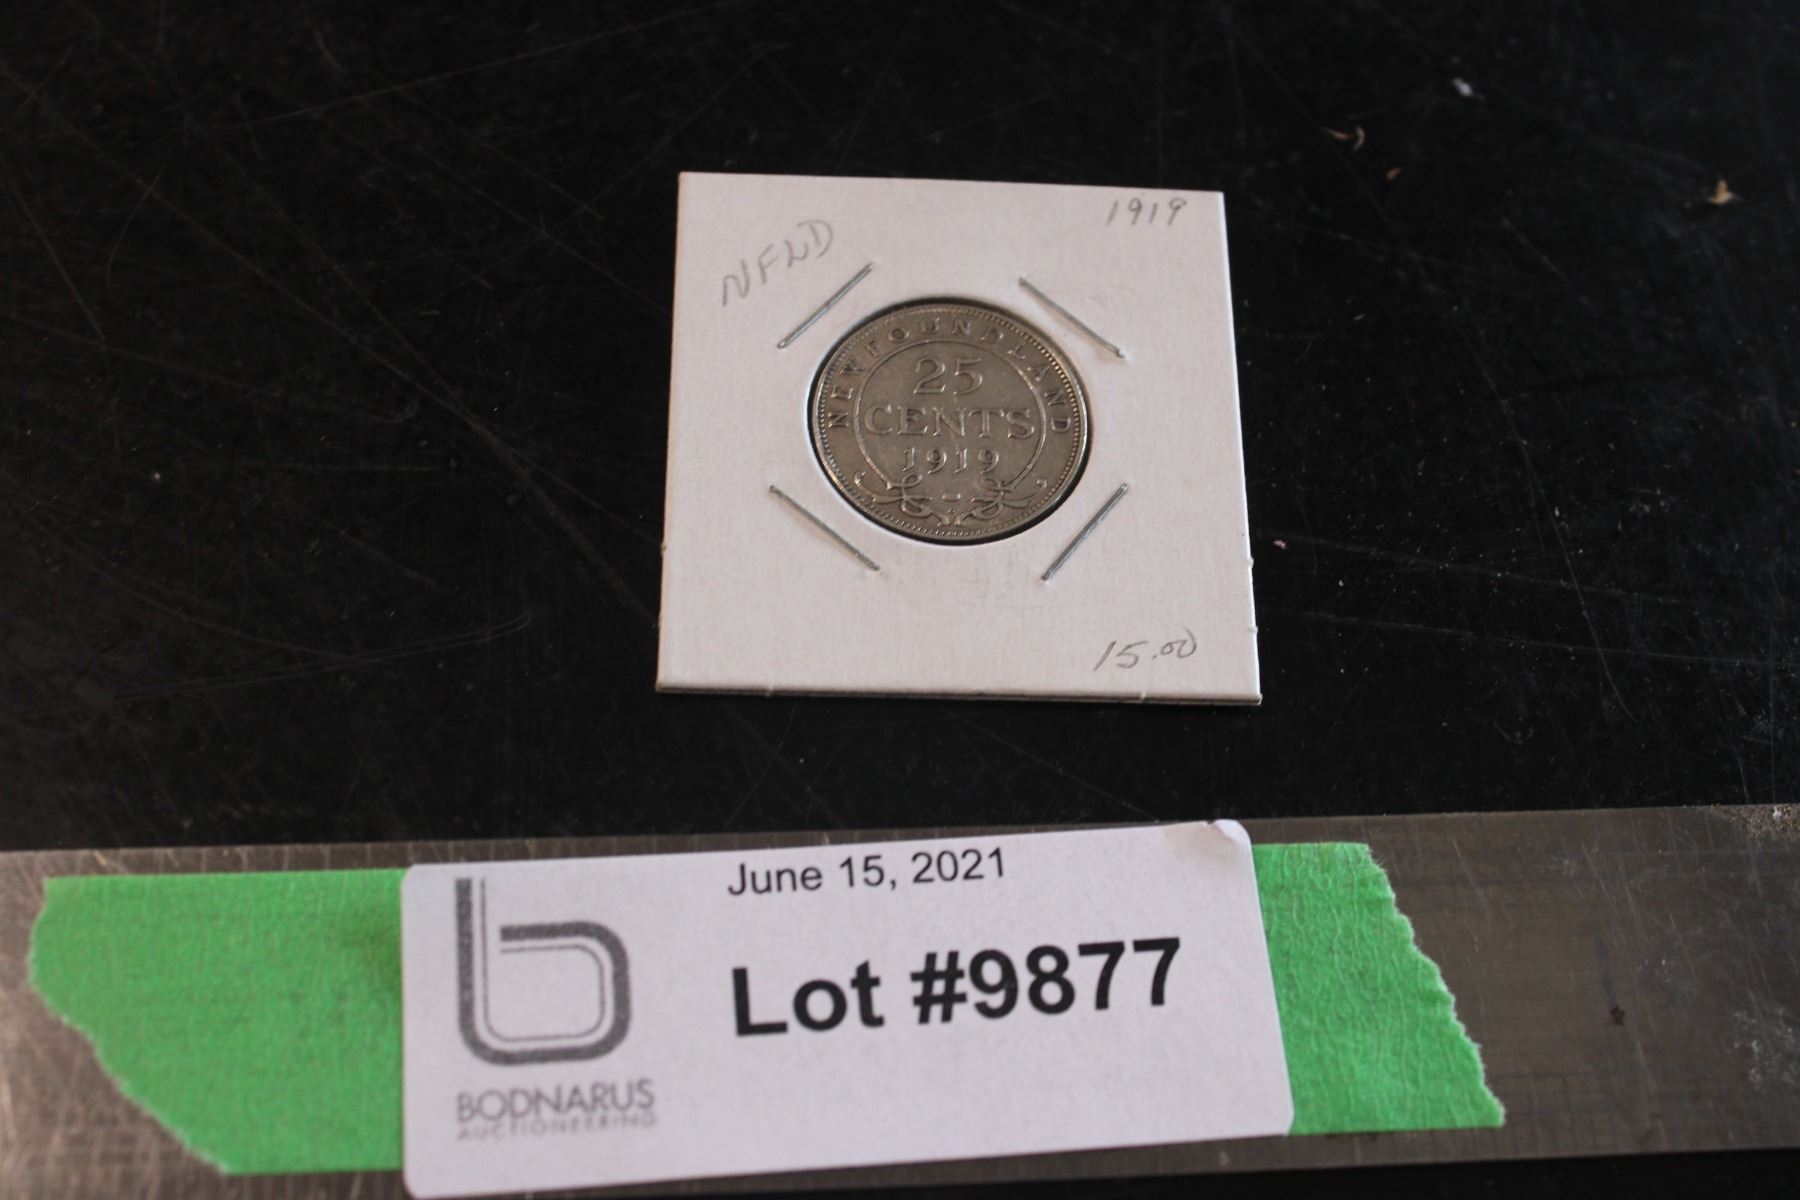 NFLD
1919
NEWFOUNDLAND
25
CENTS
1919
15.00
June 15, 2021
Lot #9877
BODNARUS
AUCTIONEERING